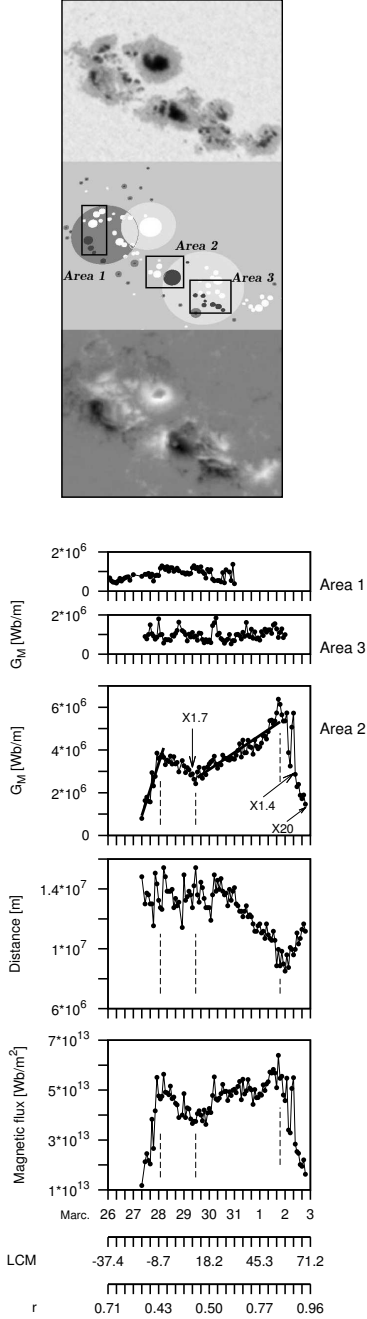 Area 1
Area 2
Area 3
2*10^6
0
Area 1
2*10^6
0
Area 3
G_M [Wb/m]
6*10^6
4*10^6
2*10^6
0
G_M [Wb/m]
Area 2
X1.7
X1.4
X20
1.4*10^7
1*10^7
6*10^6
Distance [m]
7*10^13
5*10^13
3*10^13
1*10^13
Magnetic flux [Wb/m^2]
Marc. 26 27 28 29 30 31 1 2 3
LCM -37.4 -8.7 18.2 45.3 71.2
r 0.71 0.43 0.50 0.77 0.96